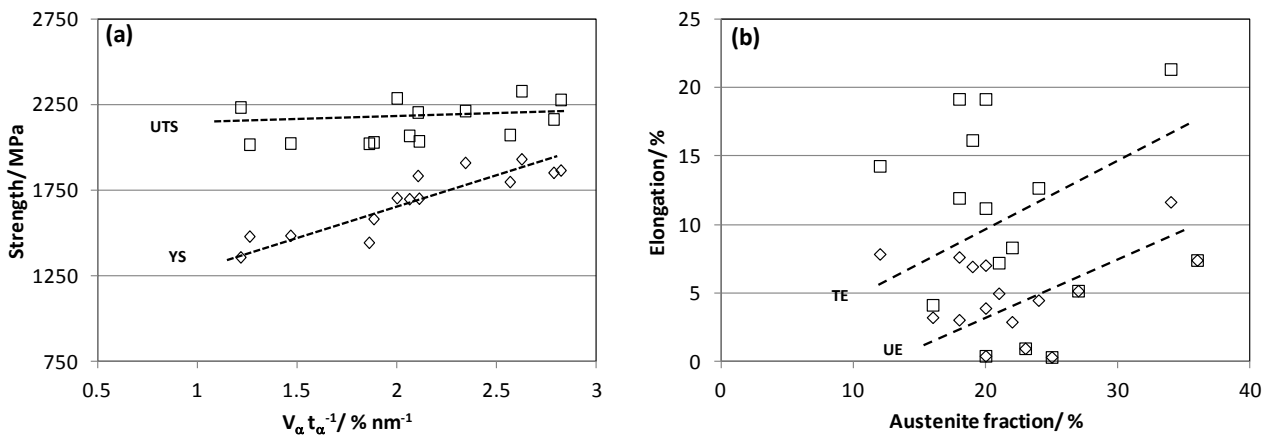 (a)
2750
2250
1750
1250
750
Strength/MPa
UTS
YS
0.5 1 1.5 2 2.5 3
Vα tα-1/ % nm-1
(b)
25
20
15
10
5
0
Elongation/%
TE
UE
0 10 20 30 40
Austenite fraction/ %